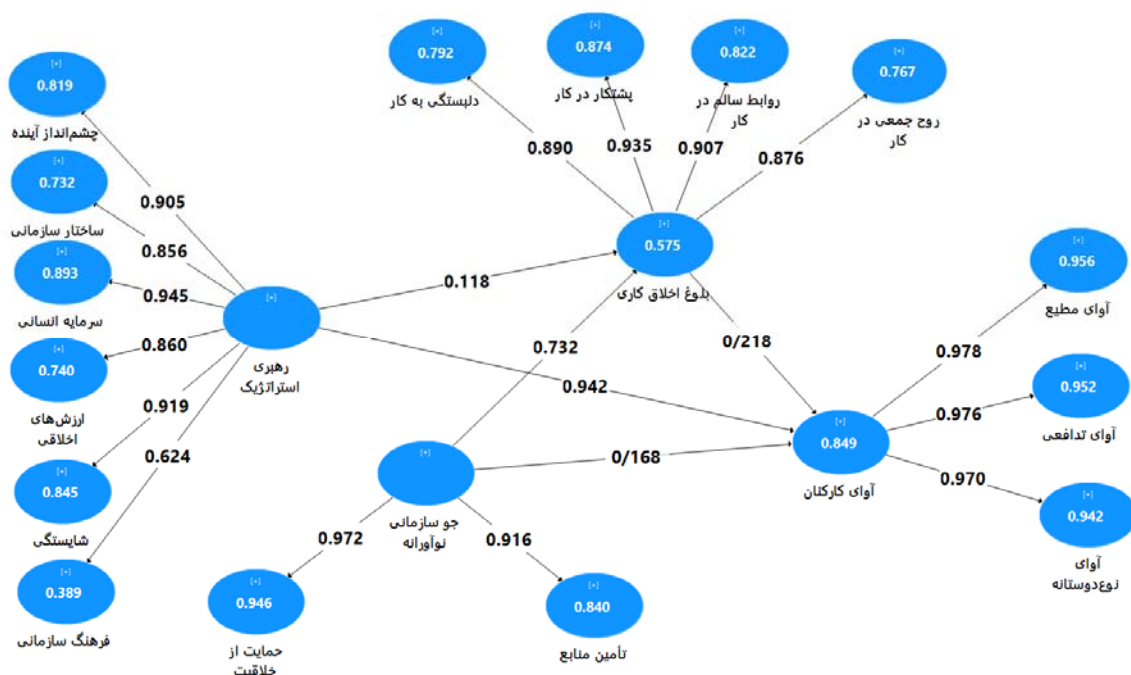 [+]
0.819
چشم‌انداز آینده
[+]
0.732
ساختار سازمانی
[+]
0.893
سرمایه انسانی
[+]
0.740
ارزش‌های
اخلاقی
[+]
0.845
شایستگی
[+]
0.389
فرهنگ سازمانی
0.905
0.856
0.945
0.860
0.919
0.624
[+]
رهبری
استراتژیک
[+]
0.792
دلبستگی به کار
[+]
0.874
پشتکار در کار
[+]
0.822
روابط سالم در
کار
[+]
0.767
روح جمعی در
کار
0.890
0.935
0.907
0.876
[+]
0.575
بلوغ اخلاق کاری
0.118
0.732
0/218
0.942
0/168
[+]
جو سازمانی
نوآورانه
0.972
0.916
[+]
0.946
حمایت از
خلاقیت
[+]
0.840
تأمین منابع
[+]
0.849
آوای کارکنان
0.978
0.976
0.970
[+]
0.956
آوای مطیع
[+]
0.952
آوای تدافعی
[+]
0.942
آوای
نوع‌دوستانه